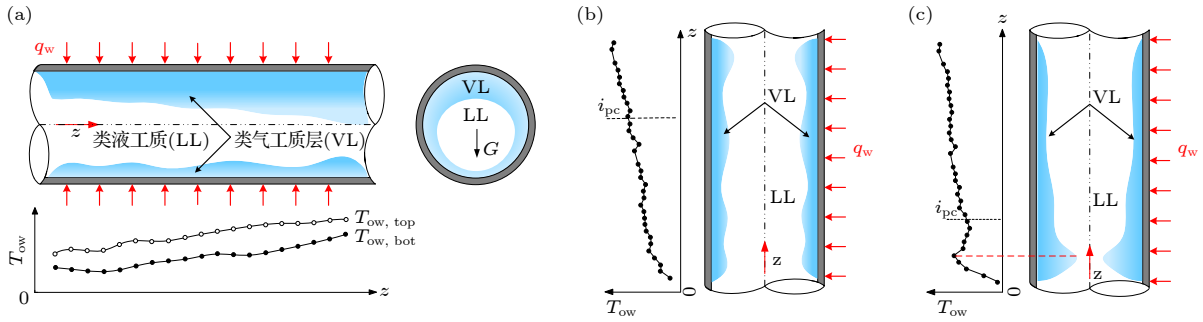 (a)
q_w
z
类液工质(LL)
类气工质层(VL)
VL
LL
G
T_ow
T_ow, top
T_ow, bot
0
z
(b)
z
i_pc
VL
q_w
LL
z
0
T_ow
(c)
z
VL
q_w
i_pc
LL
z
0
T_ow